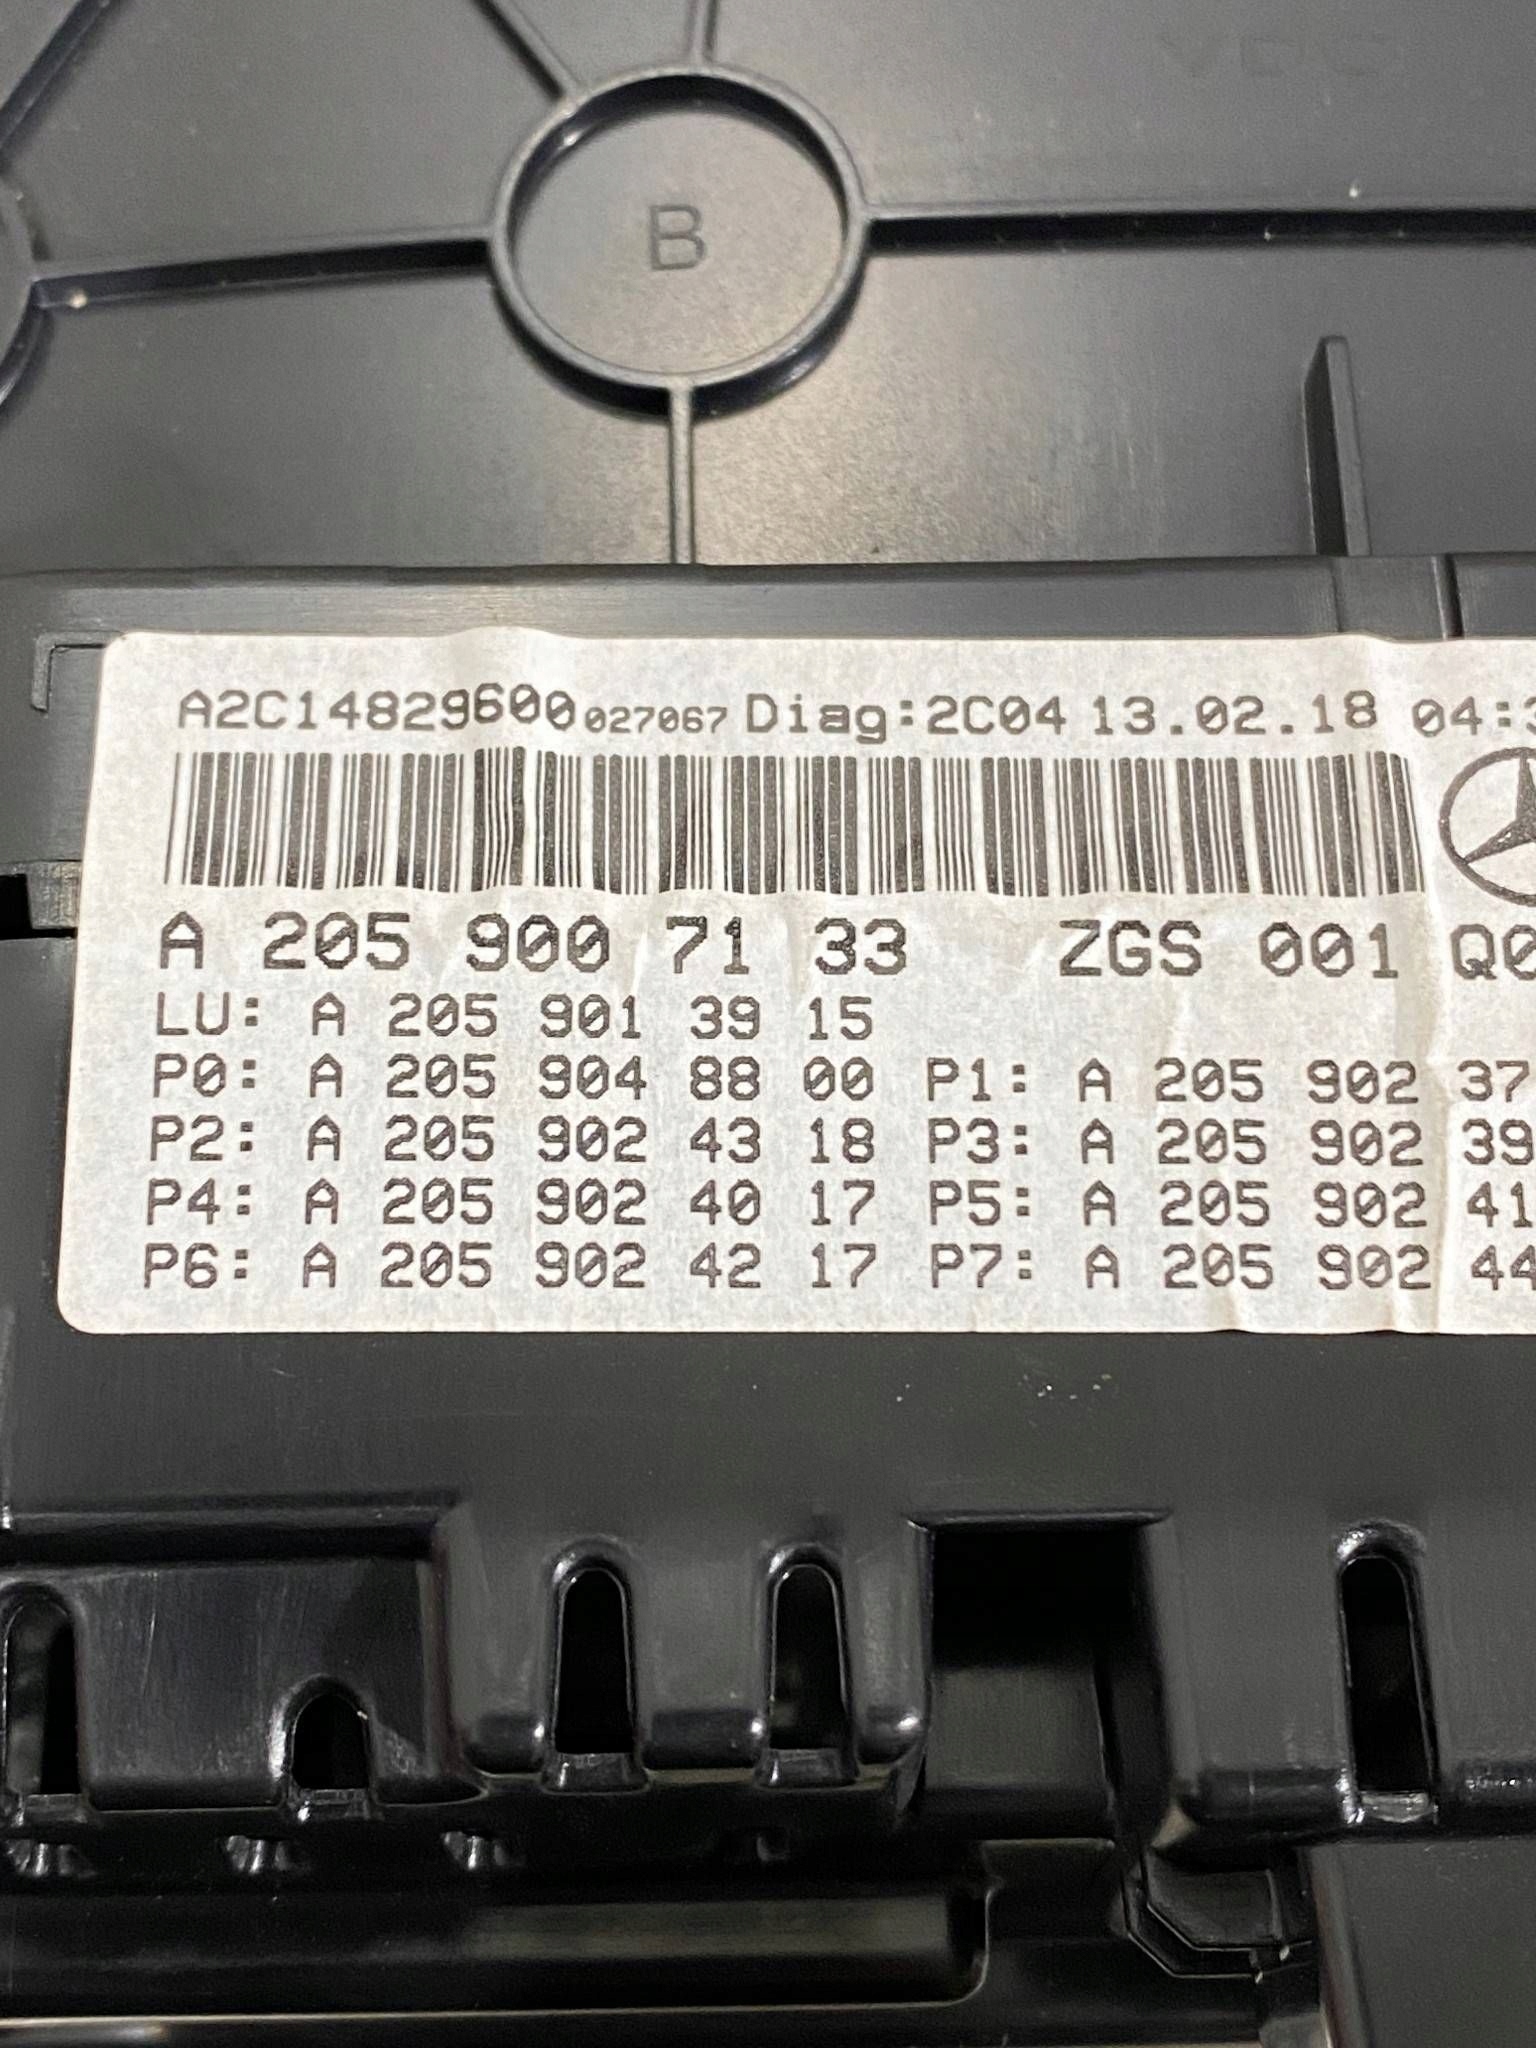 B
A2C14829600 027067 Diag:2C04 13.02.18 04:
A 205 900 71 33 ZGS 001 Q0
LU: A 205 901 39 15
P0: A 205 904 88 00 P1: A 205 902 37
P2: A 205 902 43 18 P3: A 205 902 39
P4: A 205 902 40 17 P5: A 205 902 41
P6: A 205 902 42 17 P7: A 205 902 44